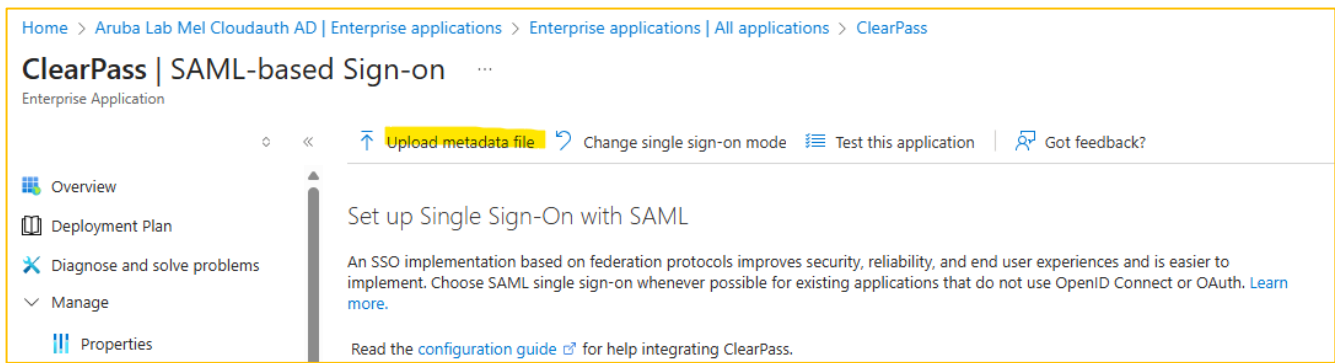 Home > Aruba Lab Mel Cloudauth AD | Enterprise applications > Enterprise applications | All applications > ClearPass
ClearPass | SAML-based Sign-on ...
Enterprise Application
Upload metadata file Change single sign-on mode Test this application | Got feedback?
Overview
Deployment Plan
Diagnose and solve problems
Manage
Properties
Set up Single Sign-On with SAML
An SSO implementation based on federation protocols improves security, reliability, and end user experiences and is easier to
implement. Choose SAML single sign-on whenever possible for existing applications that do not use OpenID Connect or OAuth. Learn
more.
Read the configuration guide for help integrating ClearPass.